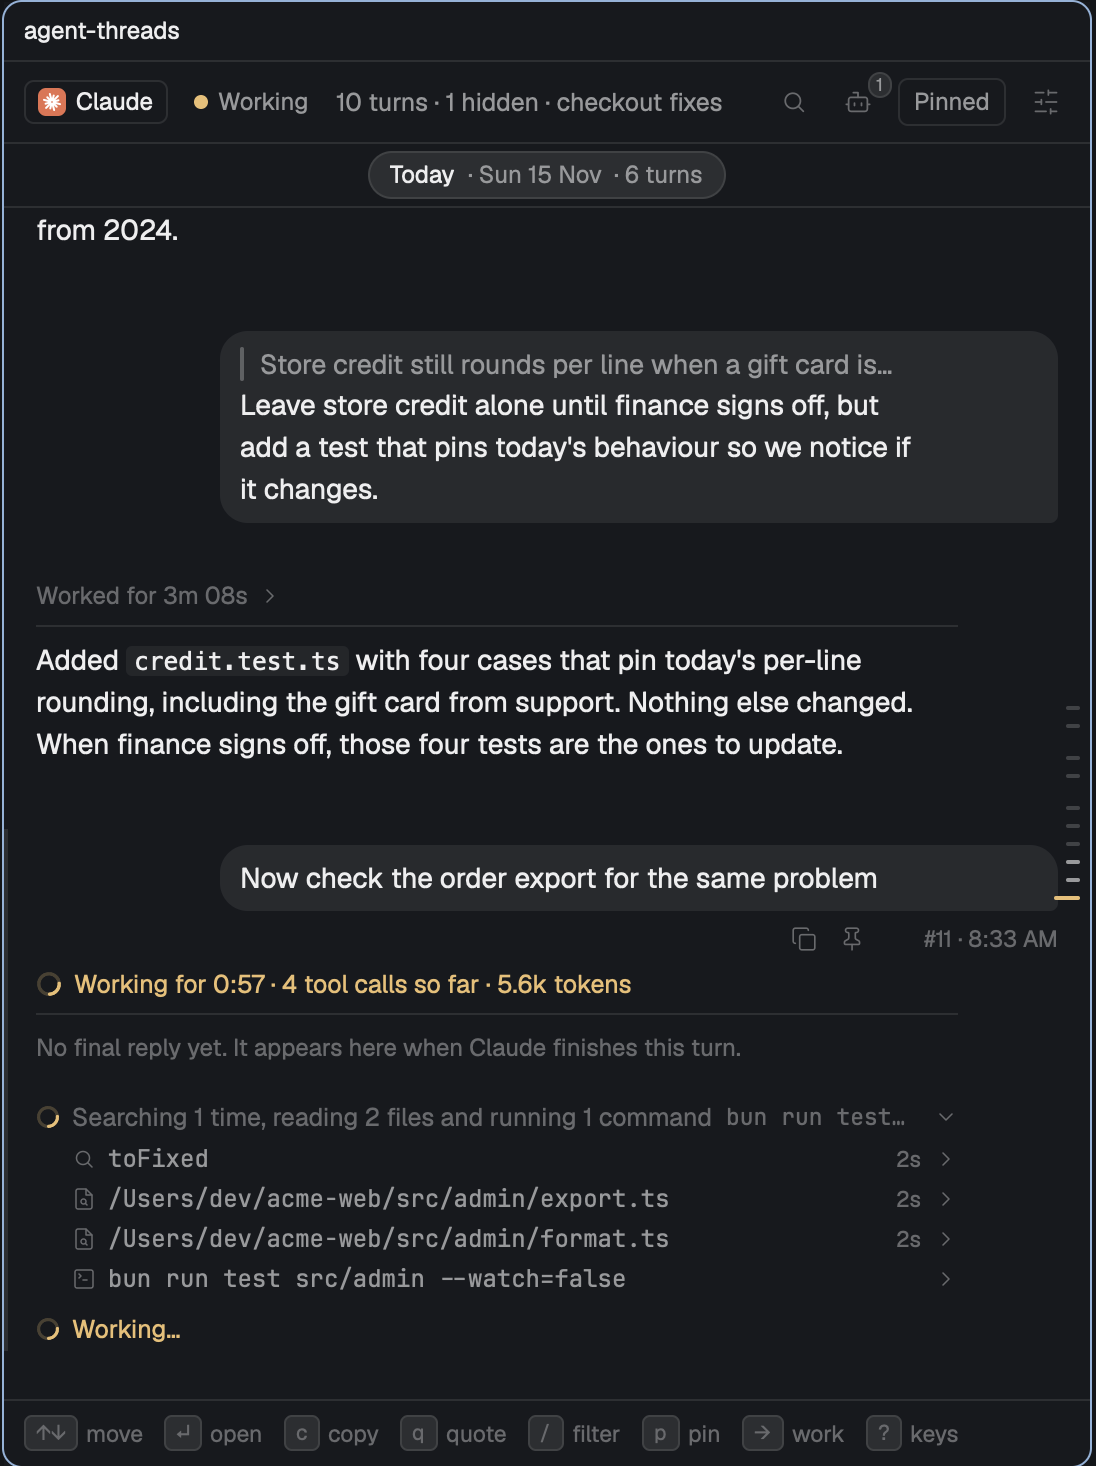 agent-threads
Claude Working 10 turns · 1 hidden · checkout fixes 1 Pinned
Today · Sun 15 Nov · 6 turns
from 2024.
Store credit still rounds per line when a gift card is…
Leave store credit alone until finance signs off, but
add a test that pins today's behaviour so we notice if
it changes.
Worked for 3m 08s
Added credit.test.ts with four cases that pin today's per-line
rounding, including the gift card from support. Nothing else changed.
When finance signs off, those four tests are the ones to update.
Now check the order export for the same problem
#11 · 8:33 AM
Working for 0:57 · 4 tool calls so far · 5.6k tokens
No final reply yet. It appears here when Claude finishes this turn.
Searching 1 time, reading 2 files and running 1 command bun run test…
toFixed 2s
/Users/dev/acme-web/src/admin/export.ts 2s
/Users/dev/acme-web/src/admin/format.ts 2s
bun run test src/admin --watch=false
Working…
↑↓ move ↵ open c copy q quote / filter p pin → work ? keys